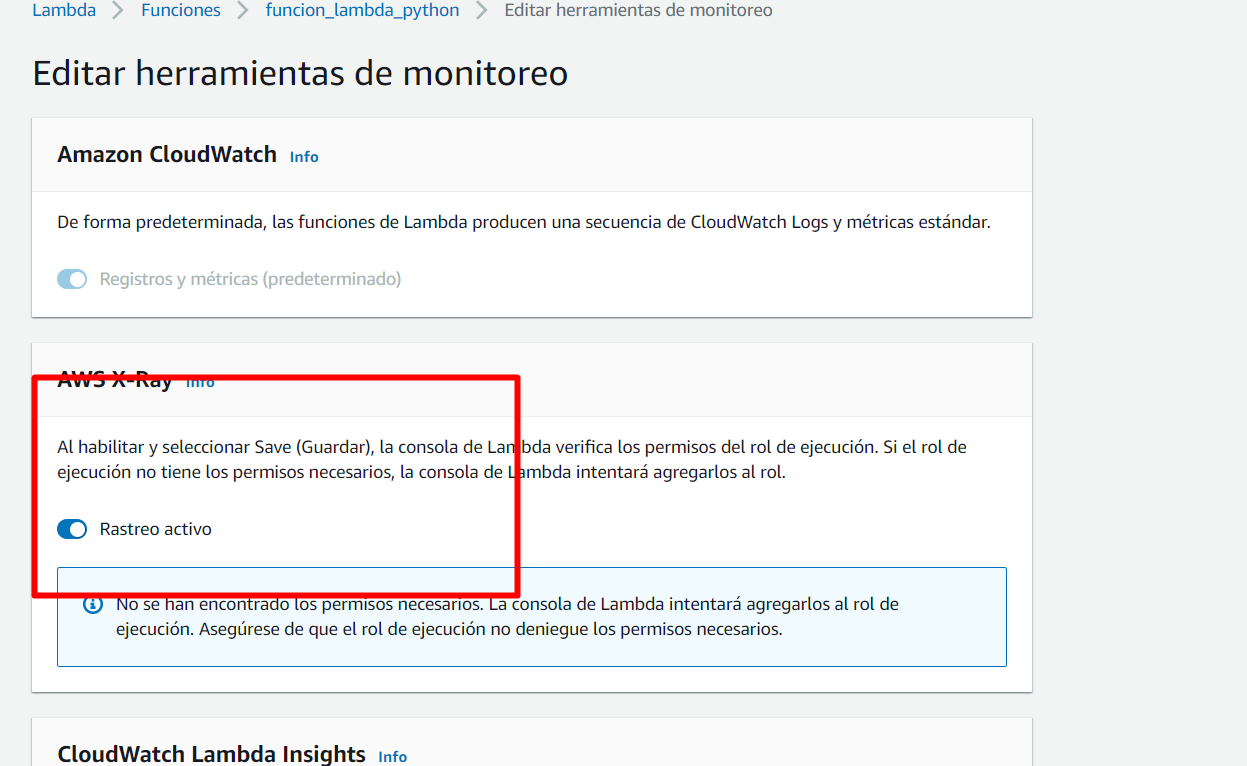 Lambda > Funciones > funcion_lambda_python > Editar herramientas de monitoreo
Editar herramientas de monitoreo
Amazon CloudWatch Info
De forma predeterminada, las funciones de Lambda producen una secuencia de CloudWatch Logs y métricas estándar.
Registros y métricas (predeterminado)
AWS X-Ray Info
Al habilitar y seleccionar Save (Guardar), la consola de Lambda verifica los permisos del rol de ejecución. Si el rol de
ejecución no tiene los permisos necesarios, la consola de Lambda intentará agregarlos al rol.
Rastreo activo
No se han encontrado los permisos necesarios. La consola de Lambda intentará agregarlos al rol de
ejecución. Asegúrese de que el rol de ejecución no deniegue los permisos necesarios.
CloudWatch Lambda Insights Info